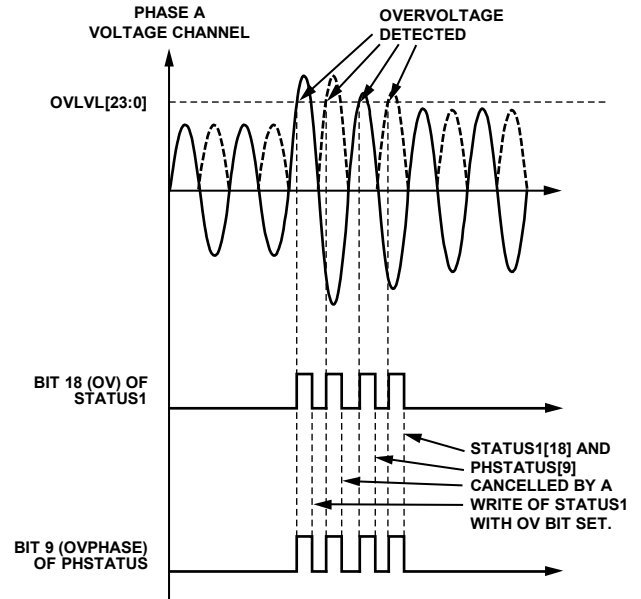 PHASE A
VOLTAGE CHANNEL
OVERVOLTAGE
DETECTED
OVLVL[23:0]
BIT 18 (OV) OF
STATUS1
STATUS1[18] AND
PHSTATUS[9]
CANCELLED BY A
WRITE OF STATUS1
WITH OV BIT SET.
BIT 9 (OVPHASE)
OF PHSTATUS